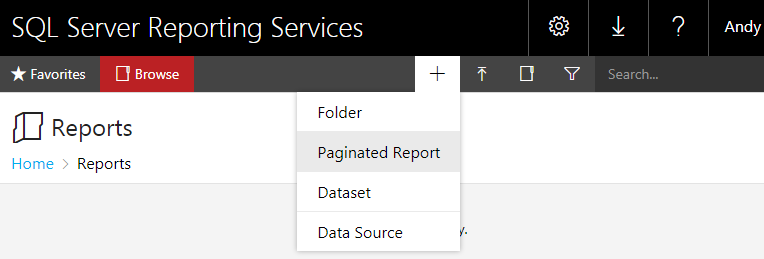 SQL Server Reporting Services
? Andy
Favorites Browse + Search...
Folder
Reports
Paginated Report
Home > Reports
Dataset
Data Source y.